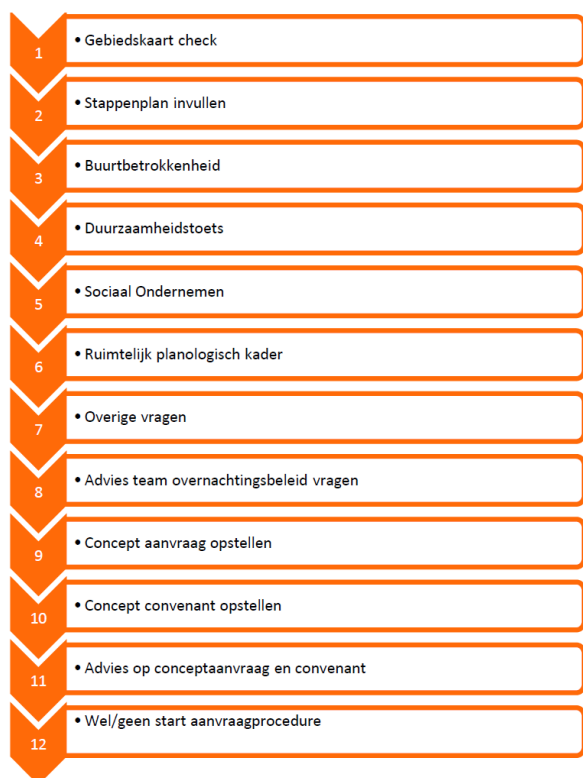 1
• Gebiedskaart check
2
• Stappenplan invullen
3
• Buurtbetrokkenheid
4
• Duurzaamheidstoets
5
• Sociaal Ondernemen
6
• Ruimtelijk planologisch kader
7
• Overige vragen
8
• Advies team overnachtingsbeleid vragen
9
• Concept aanvraag opstellen
10
• Concept convenant opstellen
11
• Advies op conceptaanvraag en convenant
12
• Wel/geen start aanvraagprocedure